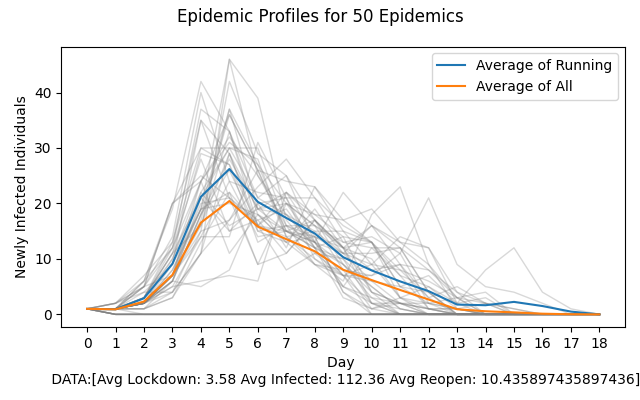 Epidemic Profiles for 50 Epidemics
Newly Infected Individuals
40
30
20
10
0
Average of Running
Average of All
0 1 2 3 4 5 6 7 8 9 10 11 12 13 14 15 16 17 18
Day
DATA:[Avg Lockdown: 3.58 Avg Infected: 112.36 Avg Reopen: 10.435897435897436]